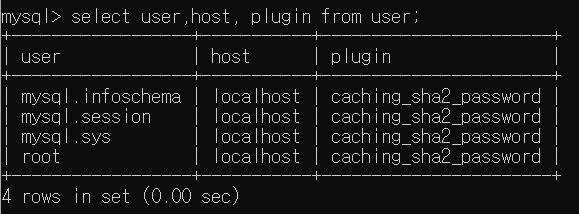 mysql> select user,host, plugin from user;
+------------------+-----------+-----------------------+
| user             | host      | plugin                |
+------------------+-----------+-----------------------+
| mysql.infoschema | localhost | caching_sha2_password |
| mysql.session    | localhost | caching_sha2_password |
| mysql.sys        | localhost | caching_sha2_password |
| root             | localhost | caching_sha2_password |
+------------------+-----------+-----------------------+
4 rows in set (0.00 sec)